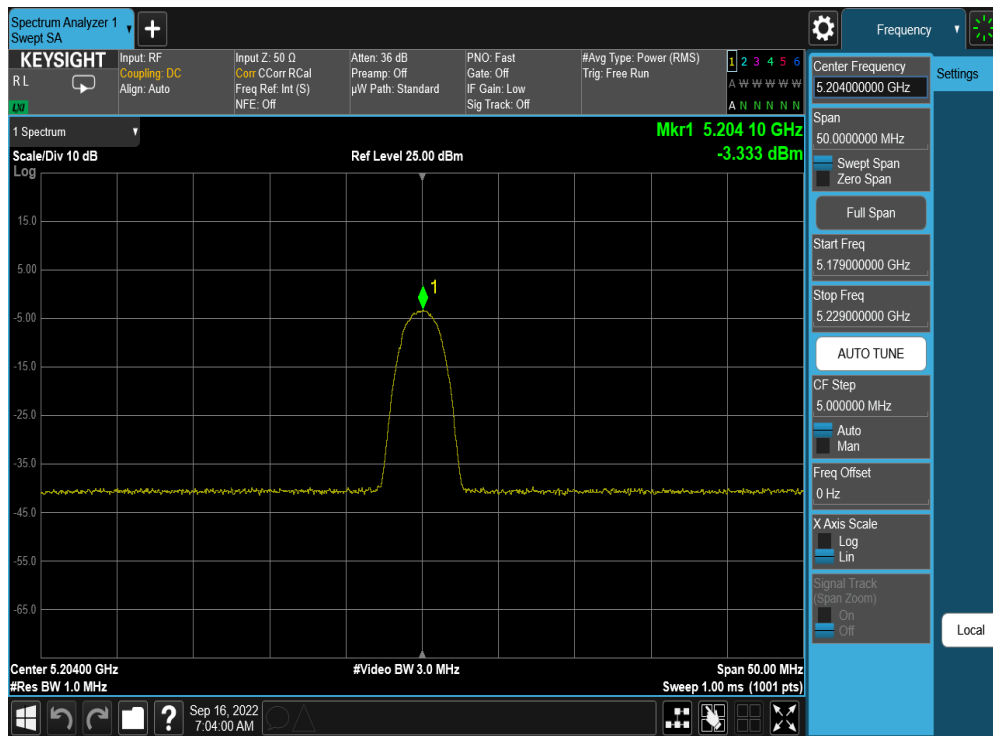 Spectrum Analyzer 1
Swept SA
Frequency
KEYSIGHT
R L
LNI
Input: RF
Coupling: DC
Align: Auto
Input Z: 50 Ω
Corr CCorr RCal
Freq Ref: Int (S)
NFE: Off
Atten: 36 dB
Preamp: Off
µW Path: Standard
PNO: Fast
Gate: Off
IF Gain: Low
Sig Track: Off
#Avg Type: Power (RMS)
Trig: Free Run
1 2 3 4 5 6
A W W W W W
A N N N N N
1 Spectrum
Scale/Div 10 dB
Log
Ref Level 25.00 dBm
Mkr1 5.204 10 GHz
-3.333 dBm
15.0
5.00
-5.00
-15.0
-25.0
-35.0
-45.0
-55.0
-65.0
1
Center 5.20400 GHz
#Res BW 1.0 MHz
#Video BW 3.0 MHz
Span 50.00 MHz
Sweep 1.00 ms (1001 pts)
Center Frequency
5.204000000 GHz
Span
50.0000000 MHz
Swept Span
Zero Span
Full Span
Start Freq
5.179000000 GHz
Stop Freq
5.229000000 GHz
AUTO TUNE
CF Step
5.000000 MHz
Auto
Man
Freq Offset
0 Hz
X Axis Scale
Log
Lin
Signal Track
(Span Zoom)
On
Off
Settings
Local
?
Sep 16, 2022
7:04:00 AM